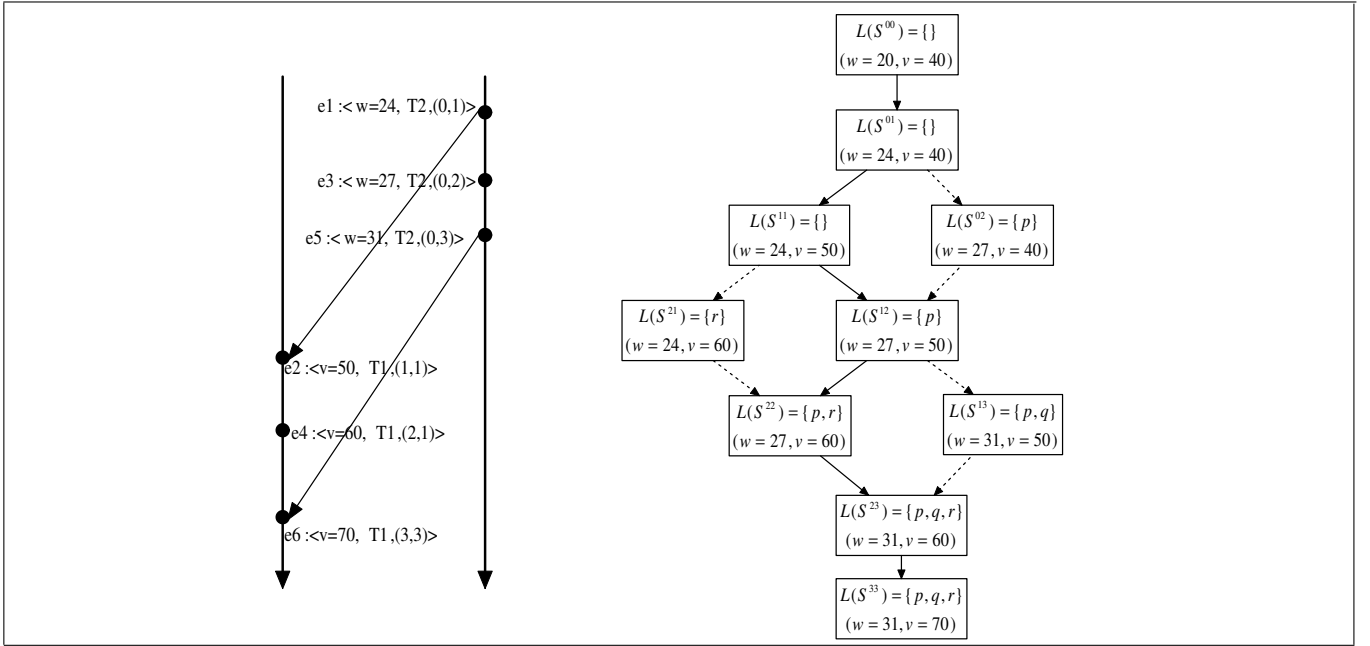 e1 :< w=24, T2,(0,1)>
e3 :< w=27, T2,(0,2)>
e5 :< w=31, T2,(0,3)>
e2 :<v=50, T1,(1,1)>
e4 :<v=60, T1,(2,1)>
e6 :<v=70, T1,(3,3)>
L(S^00) = {}
(w = 20, v = 40)
L(S^01) = {}
(w = 24, v = 40)
L(S^11) = {}
(w = 24, v = 50)
L(S^02) = {p}
(w = 27, v = 40)
L(S^21) = {r}
(w = 24, v = 60)
L(S^12) = {p}
(w = 27, v = 50)
L(S^22) = {p, r}
(w = 27, v = 60)
L(S^13) = {p, q}
(w = 31, v = 50)
L(S^23) = {p, q, r}
(w = 31, v = 60)
L(S^33) = {p, q, r}
(w = 31, v = 70)